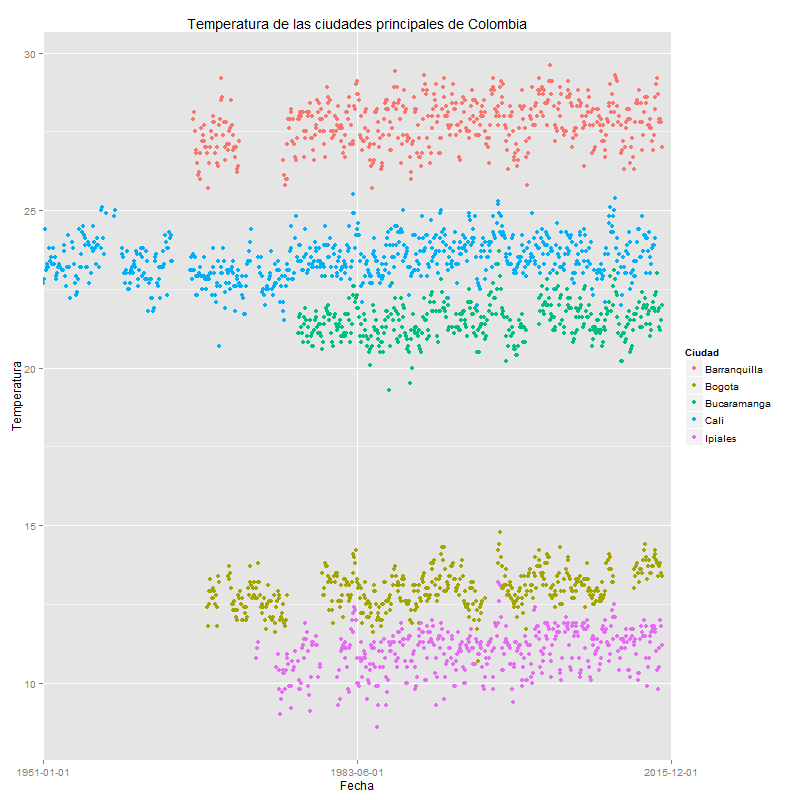 Temperatura de las ciudades principales de Colombia
30
25
20
15
10
Temperatura
1951-01-01
1983-06-01
2015-12-01
Fecha
Ciudad
Barranquilla
Bogota
Bucaramanga
Cali
Ipiales